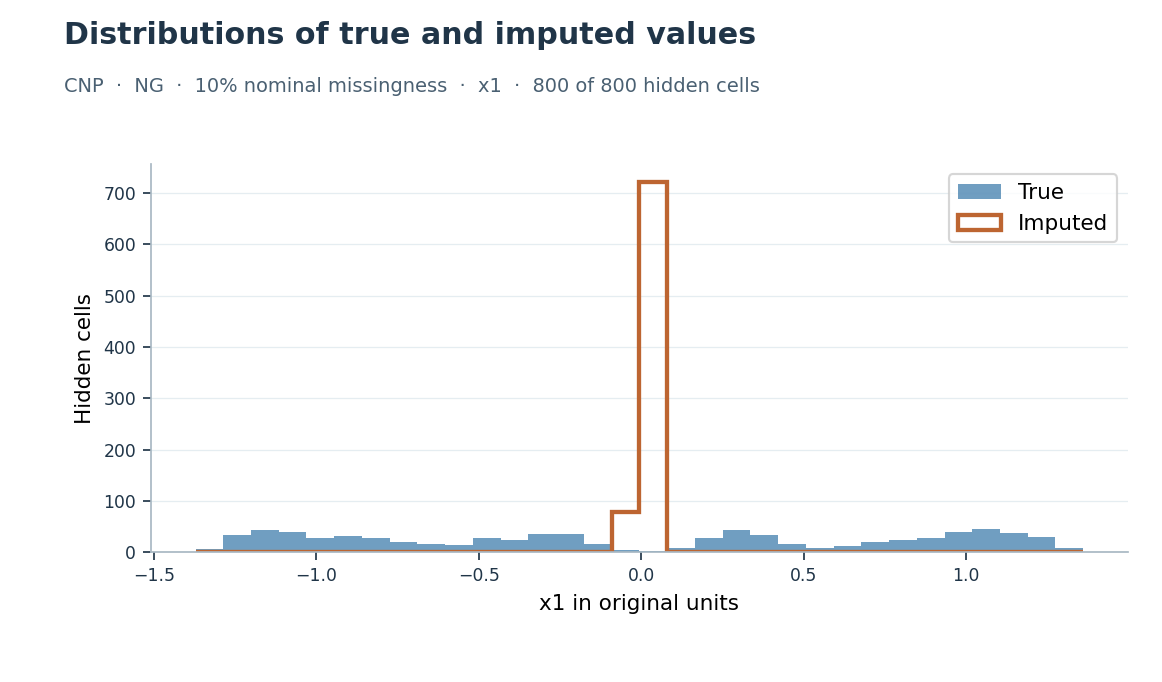 Distributions of true and imputed values
CNP · NG · 10% nominal missingness · x1 · 800 of 800 hidden cells
True
Imputed
Hidden cells
700
600
500
400
300
200
100
0
−1.5 −1.0 −0.5 0.0 0.5 1.0
x1 in original units